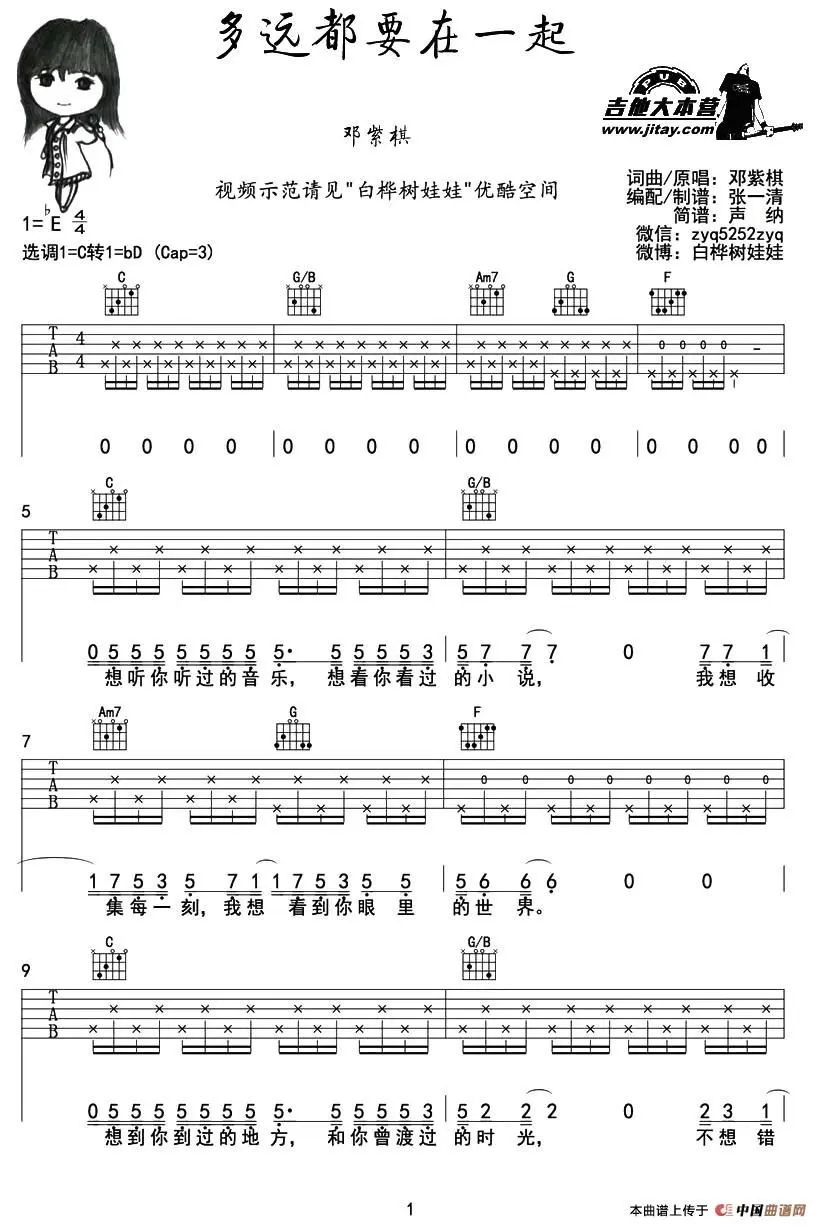 多远都要在一起
PUB
吉他大本营
www.jitay.com
邓紫棋
视频示范请见"白桦树娃娃"优酷空间
词曲/原唱：邓紫棋
编配/制谱：张一清
简谱：声 纳
微信：zyq5252zyq
微博：白桦树娃娃
1=♭E 4/4
选调1=C转1=bD (Cap=3)
C G/B Am7 G F
T A B 4 4
0 0 0 0 0 0 0 0 0 0 0 0 0 0 0 0
5
C G/B
T A B
0 5 5 5 5 5 5 5 5· 5 5 5 5 3 5 7 7 7 0 7 7 1
想听你听过的音乐，想看你看过的小说，我想收
7
Am7 G F
T A B
1 7 5 3 5 7 1 1 7 5 3 5 5 5 6 6 6 0 0
集每一刻，我想看到你眼里的世界。
9
C G/B
T A B
0 5 5 5 5 5 5 5 5· 5 5 5 5 5 5 2 2 2 0 2 3 1
想到你到过的地方，和你曾渡过的时光，不想错
1
本曲谱上传于 中国曲谱网